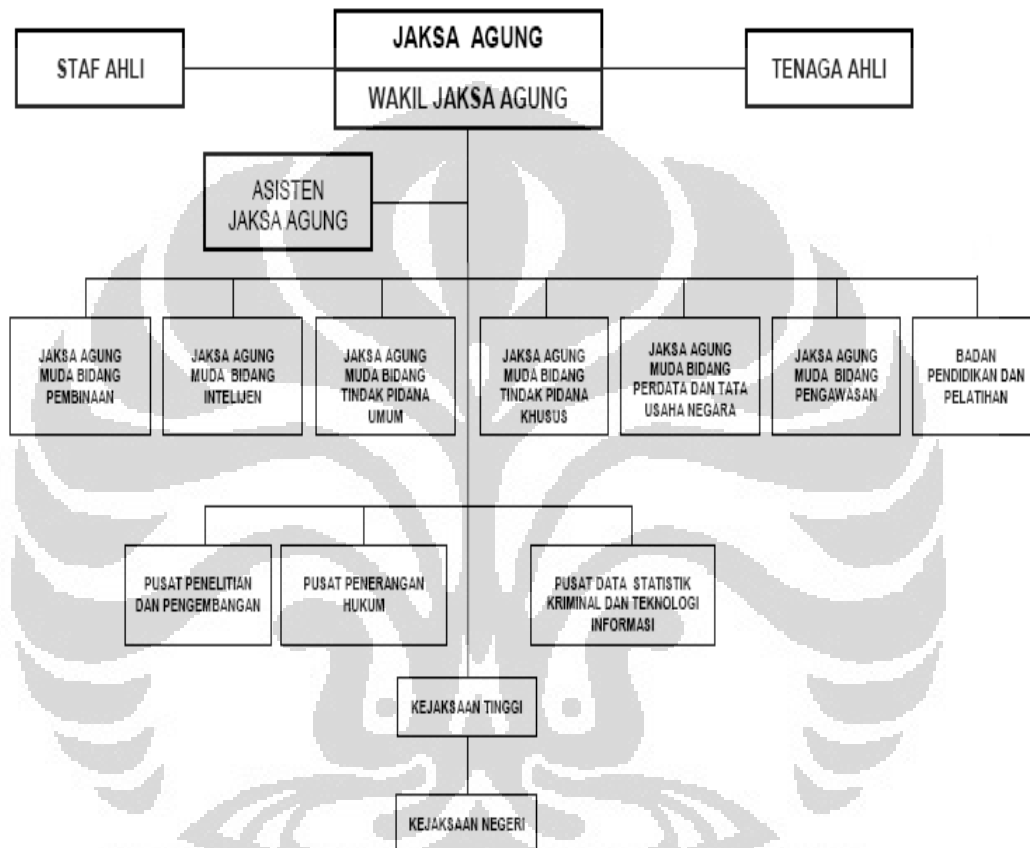 JAKSA AGUNG
STAF AHLI
TENAGA AHLI
WAKIL JAKSA AGUNG
ASISTEN
JAKSA AGUNG
JAKSA AGUNG
MUDA BIDANG
PEMBINAAN
JAKSA AGUNG
MUDA BIDANG
INTELIJEN
JAKSA AGUNG
MUDA BIDANG
TINDAK PIDANA
UMUM
JAKSA AGUNG
MUDA BIDANG
TINDAK PIDANA
KHUSUS
JAKSA AGUNG
MUDA BIDANG
PERDATA DAN TATA
USAHA NEGARA
JAKSA AGUNG
MUDA BIDANG
PENGAWASAN
BADAN
PENDIDIKAN DAN
PELATIHAN
PUSAT PENELITIAN
DAN PENGEMBANGAN
PUSAT PENERANGAN
HUKUM
PUSAT DATA STATISTIK
KRIMINAL DAN TEKNOLOGI
INFORMASI
KEJAKSAAN TINGGI
KEJAKSAAN NEGERI